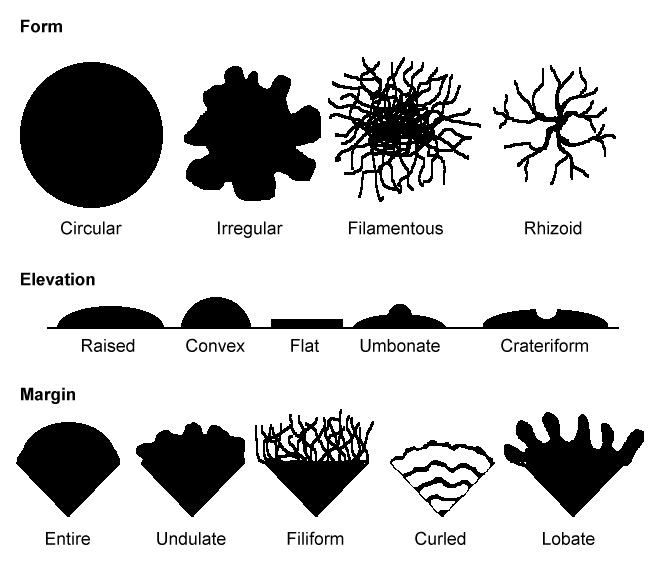 Form
Circular Irregular Filamentous Rhizoid
Elevation
Raised Convex Flat Umbonate Crateriform
Margin
Entire Undulate Filiform Curled Lobate